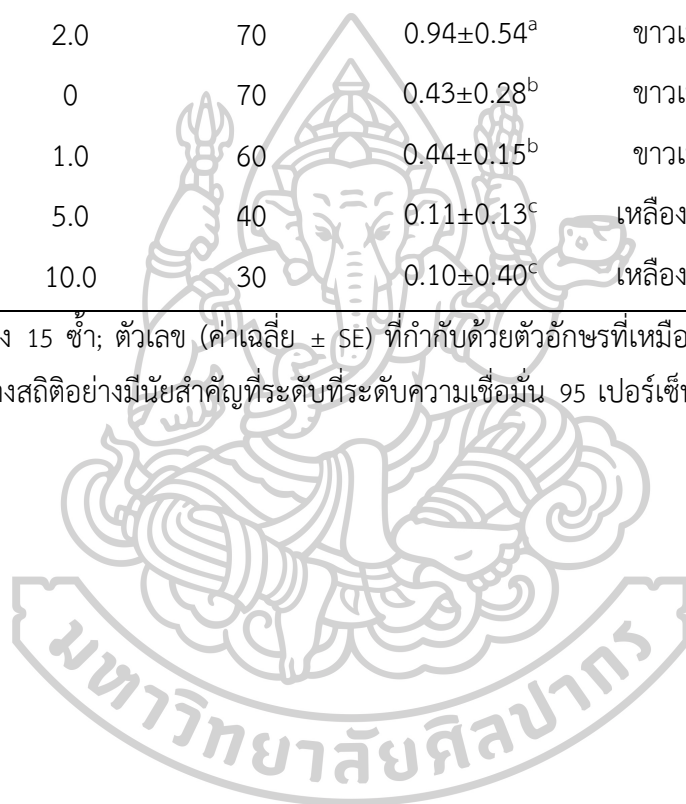 2.0 70 0.94±0.54ᵃ ขาวเ
0 70 0.43±0.28ᵇ ขาวเ
1.0 60 0.44±0.15ᵇ ขาวเ
5.0 40 0.11±0.13ᶜ เหลือง
10.0 30 0.10±0.40ᶜ เหลือง
ง 15 ซ้ำ; ตัวเลข (ค่าเฉลี่ย ± SE) ที่กำกับด้วยตัวอักษรที่เหมือ
างสถิติอย่างมีนัยสำคัญที่ระดับที่ระดับความเชื่อมั่น 95 เปอร์เซ็น
มหาวิทยาลัยศิลปากร